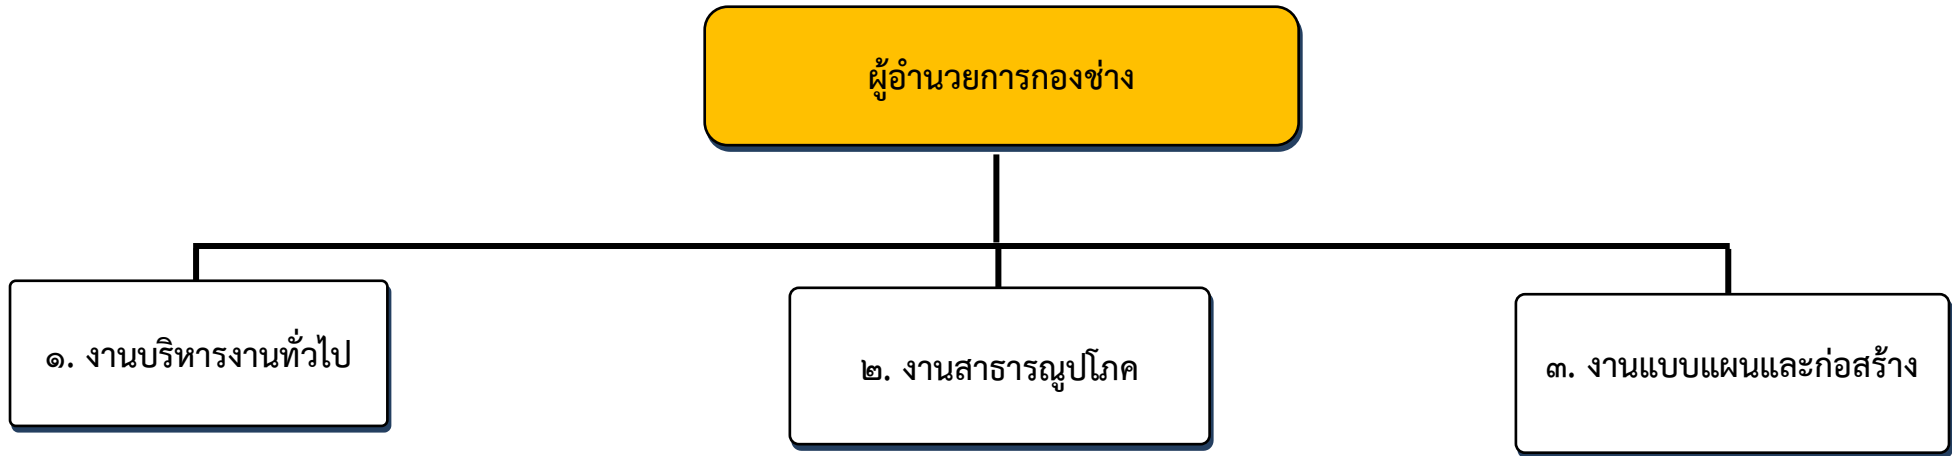 ผู้อำนวยการกองช่าง
๑. งานบริหารงานทั่วไป
๒. งานสาธารณูปโภค
๓. งานแบบแผนและก่อสร้าง